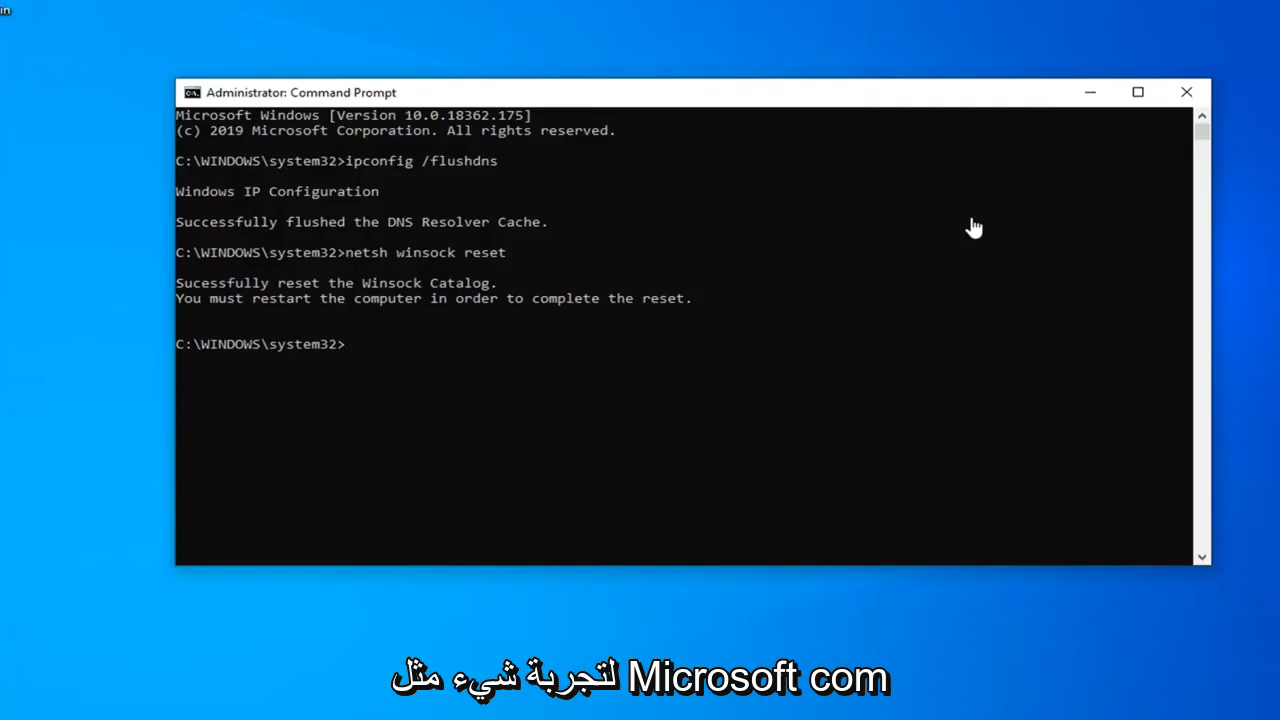 in
Administrator: Command Prompt
Microsoft Windows [Version 10.0.18362.175]
(c) 2019 Microsoft Corporation. All rights reserved.
C:\WINDOWS\system32>ipconfig /flushdns
Windows IP Configuration
Successfully flushed the DNS Resolver Cache.
C:\WINDOWS\system32>netsh winsock reset
Sucessfully reset the Winsock Catalog.
You must restart the computer in order to complete the reset.
C:\WINDOWS\system32>
لتجربة شيء مثل Microsoft com